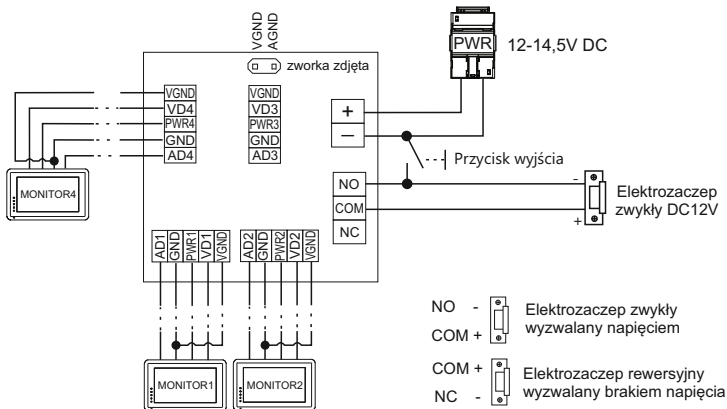 VGND
AGND
zworka zdjęta
PWR
12-14,5V DC
VGND
VD4
PWR4
GND
AD4
VGND
VD3
PWR3
GND
AD3
+
–
Przycisk wyjścia
NO
COM
NC
-
+
Elektrozaczep
zwykły DC12V
MONITOR4
AD1
GND
PWR1
VD1
VGND
AD2
GND
PWR2
VD2
VGND
MONITOR1
MONITOR2
NO -
COM +
Elektrozaczep zwykły
wyzwalany napięciem
COM +
NC -
Elektrozaczep rewersyjny
wyzwalany brakiem napięcia